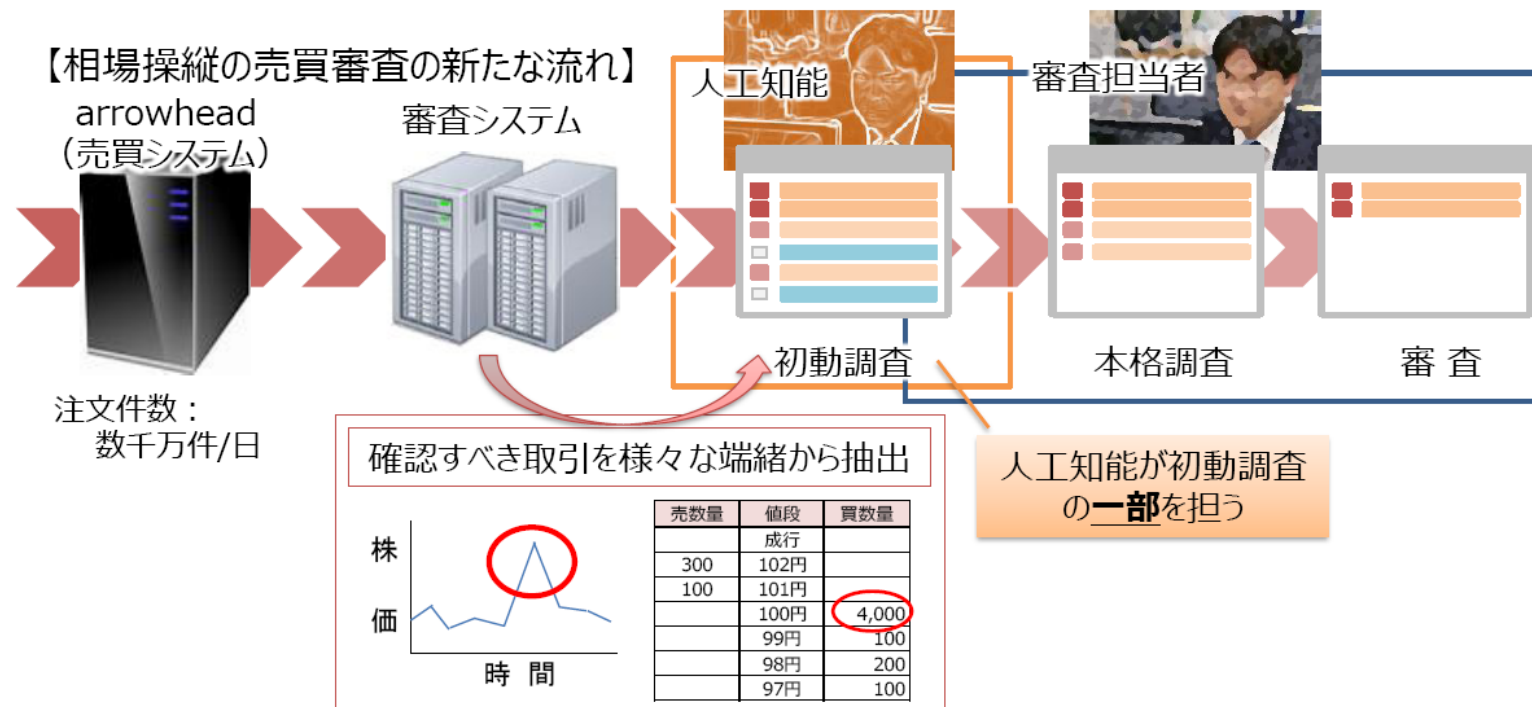 【相場操縦の売買審査の新たな流れ】
arrowhead
（売買システム）
審査システム
人工知能
審査担当者
注文件数：
数千万件/日
初動調査
本格調査
審 査
確認すべき取引を様々な端緒から抽出
人工知能が初動調査
の一部を担う
株
価
時 間
売数量 値段 買数量
成行
300 102円
100 101円
100円 4,000
99円 100
98円 200
97円 100